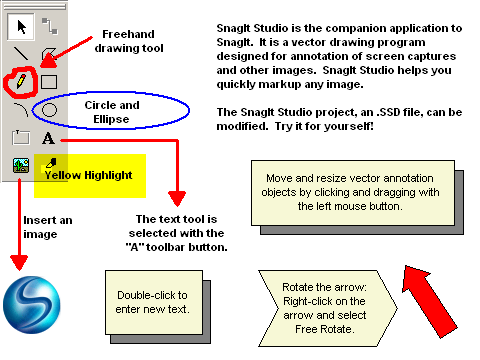 Freehand
drawing tool
SnagIt Studio is the companion application to
SnagIt.  It is a vector drawing program
designed for annotation of screen captures
and other images.  SnagIt Studio helps you
quickly markup any image.
The SnagIt Studio project, an .SSD file, can be
modified.  Try it for yourself!
Circle and
Ellipse
A
Yellow Highlight
Move and resize vector annotation
objects by clicking and dragging with
the left mouse button.
Insert an
image
The text tool is
selected with the
"A" toolbar button.
Double-click to
enter new text.
Rotate the arrow:
Right-click on the
arrow and select
Free Rotate.